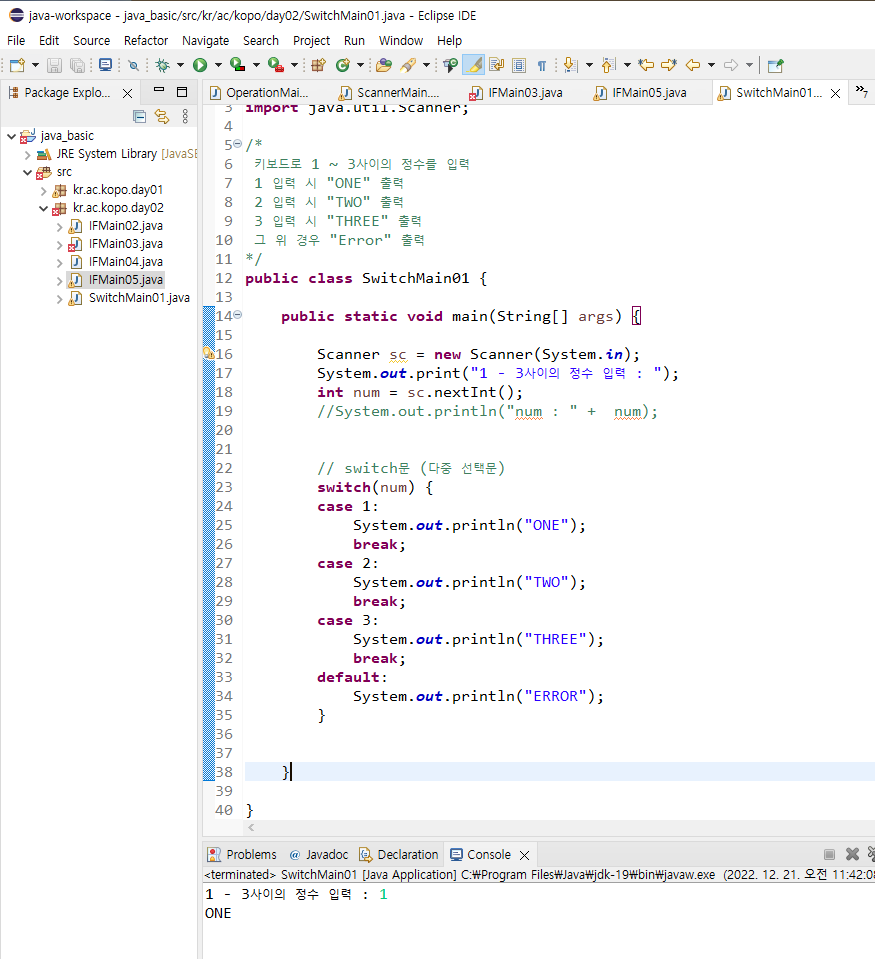 java-workspace - java_basic/src/kr/ac/kopo/day02/SwitchMain01.java - Eclipse IDE
File Edit Source Refactor Navigate Search Project Run Window Help
Package Explo...
OperationMai... ScannerMain.... IFMain03.java IFMain05.java SwitchMain01... »7
java_basic
JRE System Library [JavaSE
src
kr.ac.kopo.day01
kr.ac.kopo.day02
IFMain02.java
IFMain03.java
IFMain04.java
IFMain05.java
SwitchMain01.java
3 import java.util.Scanner;
4
5 /*
6 키보드로 1 ~ 3사이의 정수를 입력
7 1 입력 시 "ONE" 출력
8 2 입력 시 "TWO" 출력
9 3 입력 시 "THREE" 출력
10 그 위 경우 "Error" 출력
11 */
12 public class SwitchMain01 {
13
14 public static void main(String[] args) {
15
16 Scanner sc = new Scanner(System.in);
17 System.out.print("1 - 3사이의 정수 입력 : ");
18 int num = sc.nextInt();
19 //System.out.println("num : " +  num);
20
21
22 // switch문 (다중 선택문)
23 switch(num) {
24 case 1:
25 System.out.println("ONE");
26 break;
27 case 2:
28 System.out.println("TWO");
29 break;
30 case 3:
31 System.out.println("THREE");
32 break;
33 default:
34 System.out.println("ERROR");
35 }
36
37
38 }
39
40 }
Problems @ Javadoc Declaration Console
<terminated> SwitchMain01 [Java Application] C:₩Program Files₩Java₩jdk-19₩bin₩javaw.exe (2022. 12. 21. 오전 11:42:08
1 - 3사이의 정수 입력 : 1
ONE